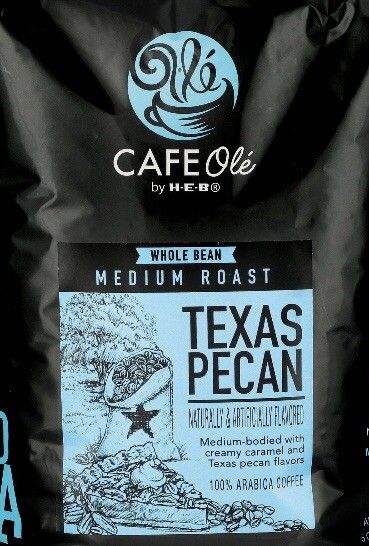 Olé
CAFE Olé
by H-E-B®
WHOLE BEAN
MEDIUM ROAST
TEXAS
PECAN
NATURALLY & ARTIFICIALLY FLAVORED
Medium-bodied with
creamy caramel and
Texas pecan flavors
100% ARABICA COFFEE